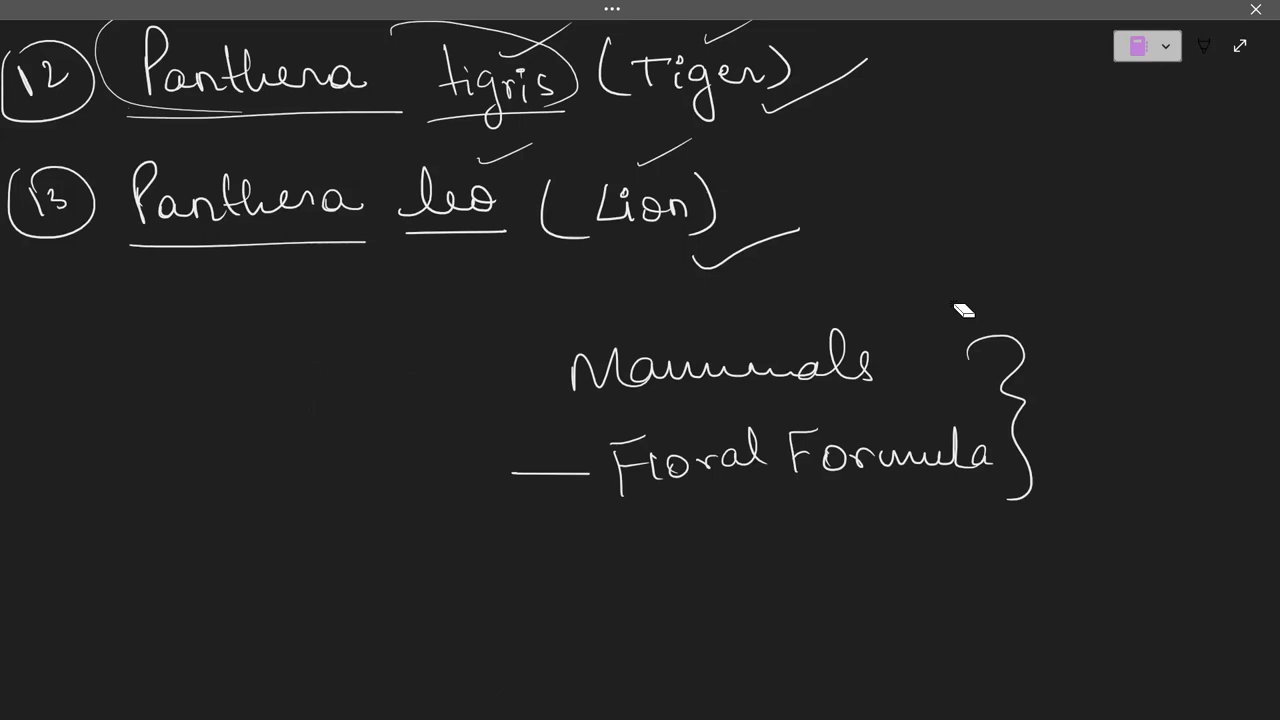 12 Panthera tigris (Tiger)
13 Panthera leo (Lion)
Mammals
Floral Formula